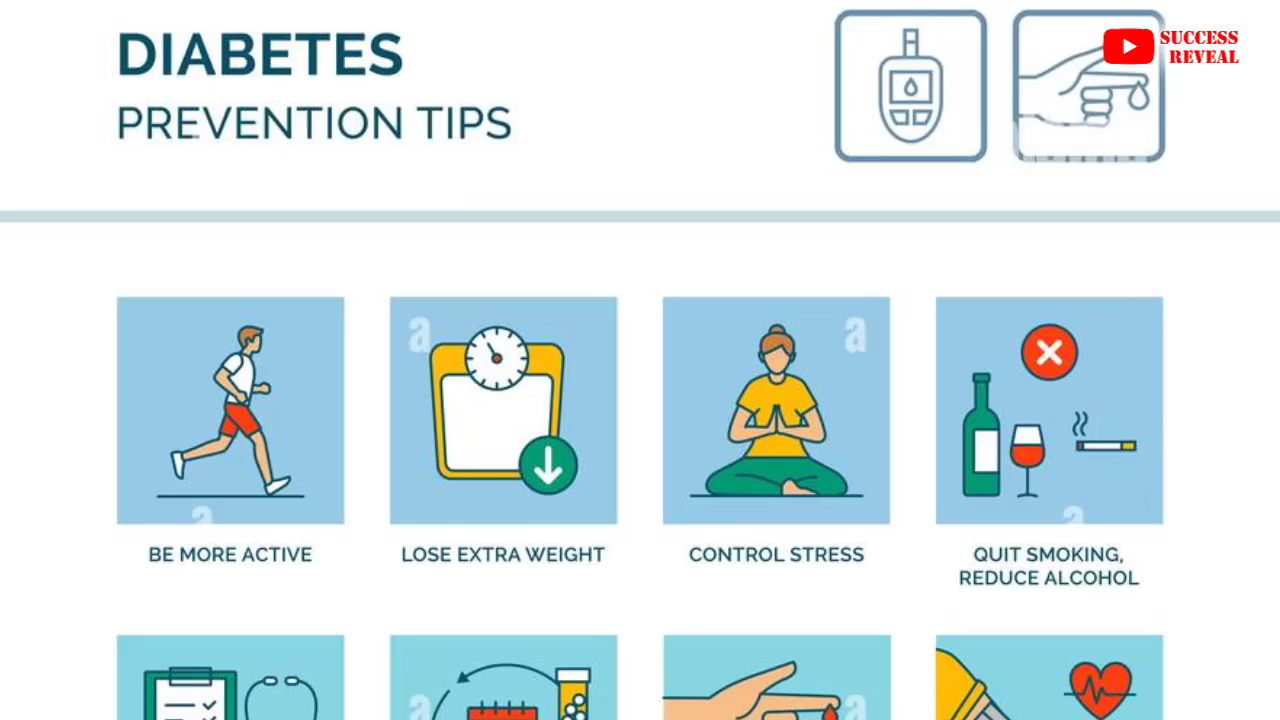 DIABETES
PREVENTION TIPS
SUCCESS
REVEAL
a
a
a
a
BE MORE ACTIVE
LOSE EXTRA WEIGHT
CONTROL STRESS
QUIT SMOKING,
REDUCE ALCOHOL
a
a